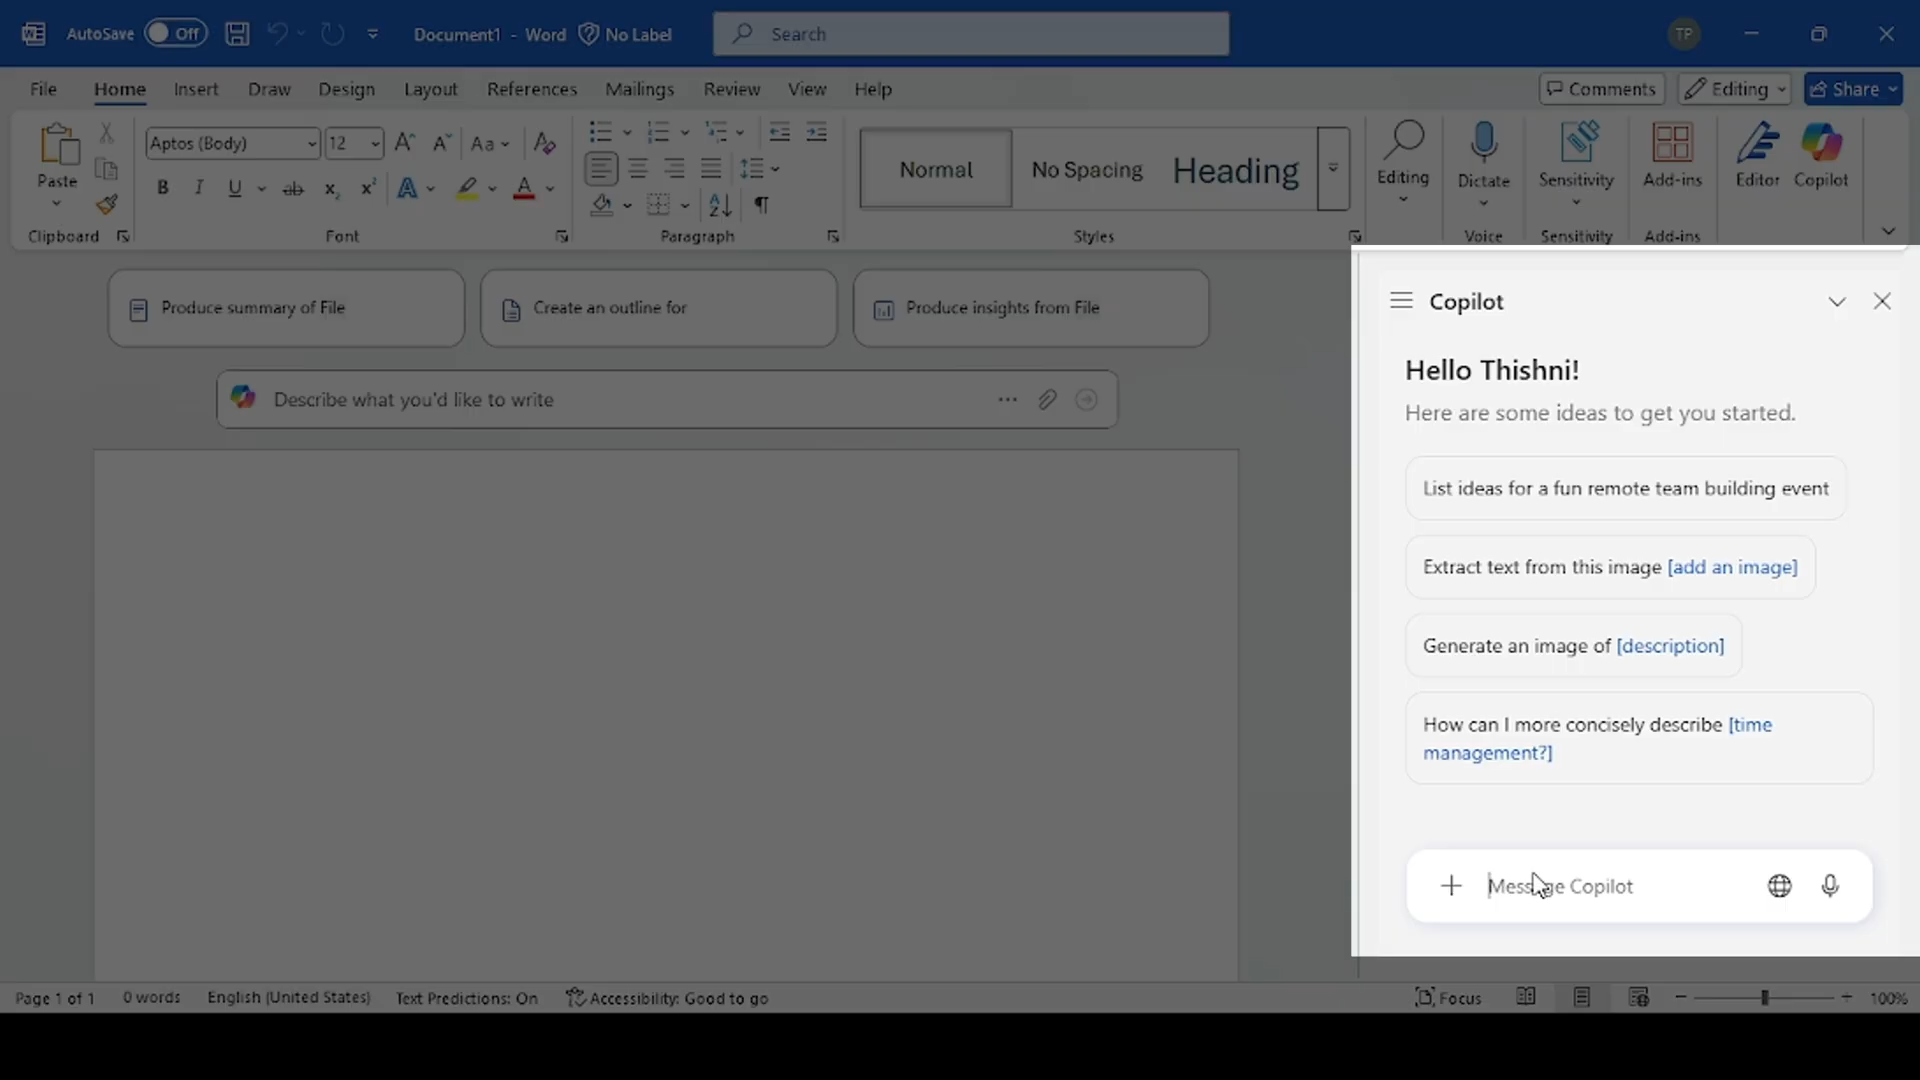 AutoSave Off Document1 - Word No Label Search TP
File Home Insert Draw Design Layout References Mailings Review View Help Comments Editing Share
Aptos (Body) 12 Aa
Paste B I U ab x₂ x² A A
Normal No Spacing Heading
Editing Dictate Sensitivity Add-ins Editor Copilot
Clipboard Font Paragraph Styles Voice Sensitivity Add-ins
Produce summary of File Create an outline for Produce insights from File
Describe what you'd like to write
Copilot
Hello Thishni!
Here are some ideas to get you started.
List ideas for a fun remote team building event
Extract text from this image [add an image]
Generate an image of [description]
How can I more concisely describe [time
management?]
Message Copilot
Page 1 of 1 0 words English (United States) Text Predictions: On Accessibility: Good to go Focus 100%